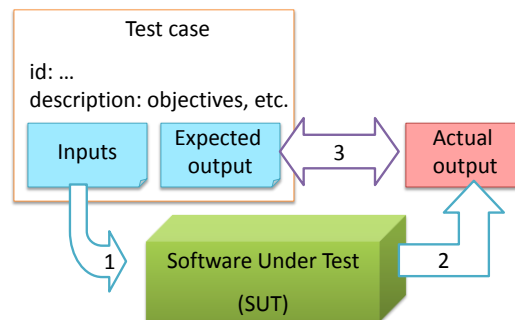 Test case
id: ...
description: objectives, etc.
Inputs
Expected
output
3
Actual
output
1
Software Under Test
(SUT)
2